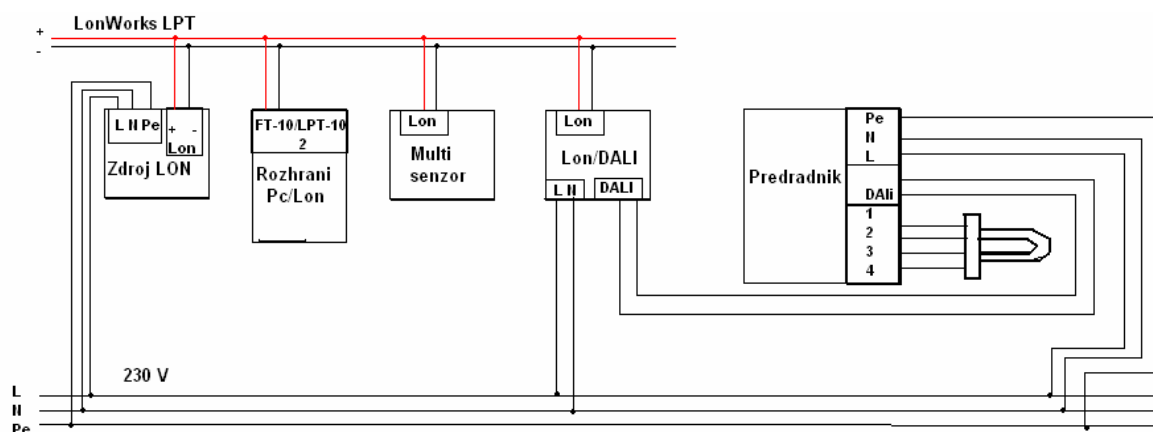 LonWorks LPT
+
-
L N Pe
+ -
Lon
Zdroj LON
FT-10/LPT-10
2
Rozhrani
Pc/Lon
Lon
Multi
senzor
Lon
Lon/DALI
L N
DALI
Predradnik
Pe
N
L
DAli
1
2
3
4
230 V
L
N
Pe